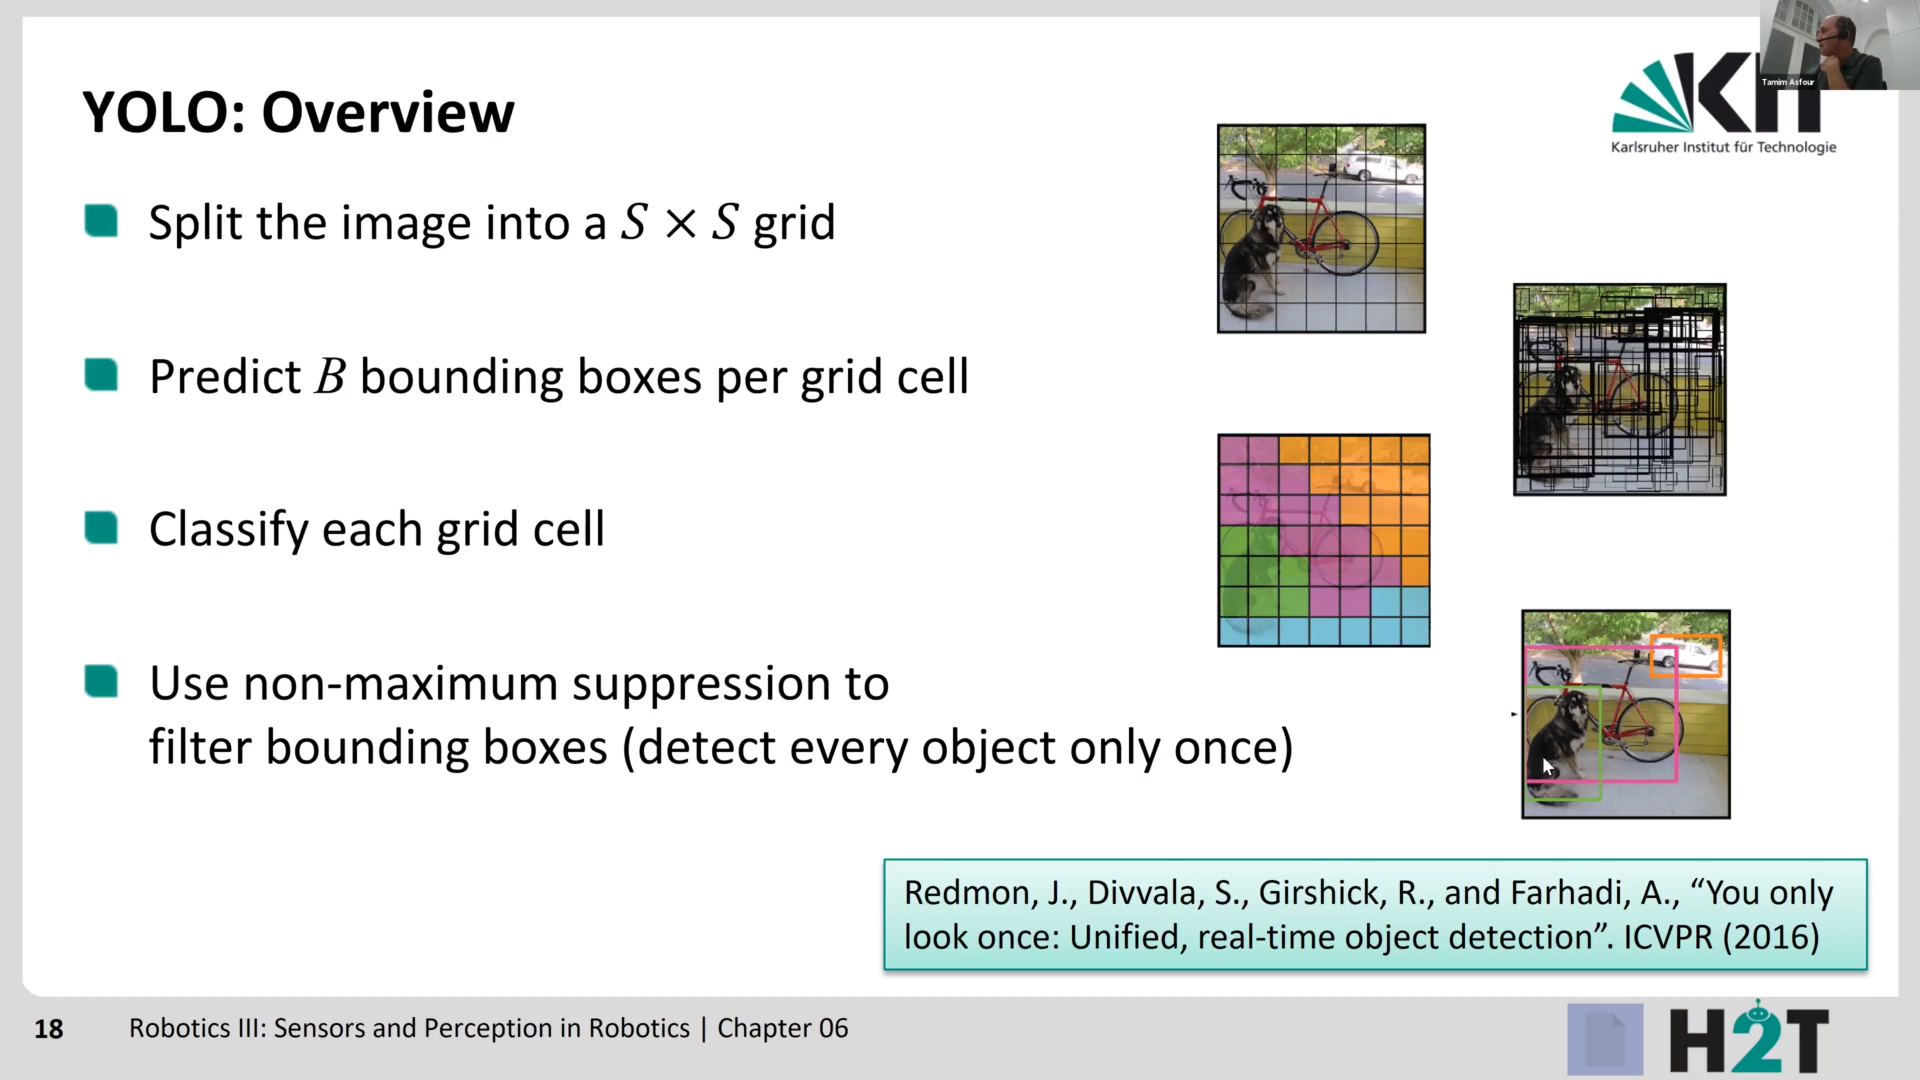 YOLO: Overview
Tamim Asfour
KIT
Karlsruher Institut für Technologie
Split the image into a S × S grid
Predict B bounding boxes per grid cell
Classify each grid cell
Use non-maximum suppression to
filter bounding boxes (detect every object only once)
Redmon, J., Divvala, S., Girshick, R., and Farhadi, A., “You only
look once: Unified, real-time object detection”. ICVPR (2016)
18
Robotics III: Sensors and Perception in Robotics | Chapter 06
H2T